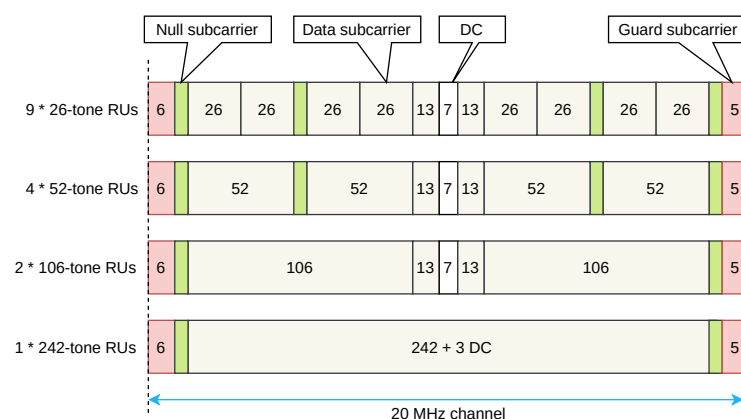 Null subcarrier Data subcarrier DC Guard subcarrier
9 * 26-tone RUs 6 26 26 26 26 13 7 13 26 26 26 26 5
4 * 52-tone RUs 6 52 52 13 7 13 52 52 5
2 * 106-tone RUs 6 106 13 7 13 106 5
1 * 242-tone RUs 6 242 + 3 DC 5
20 MHz channel